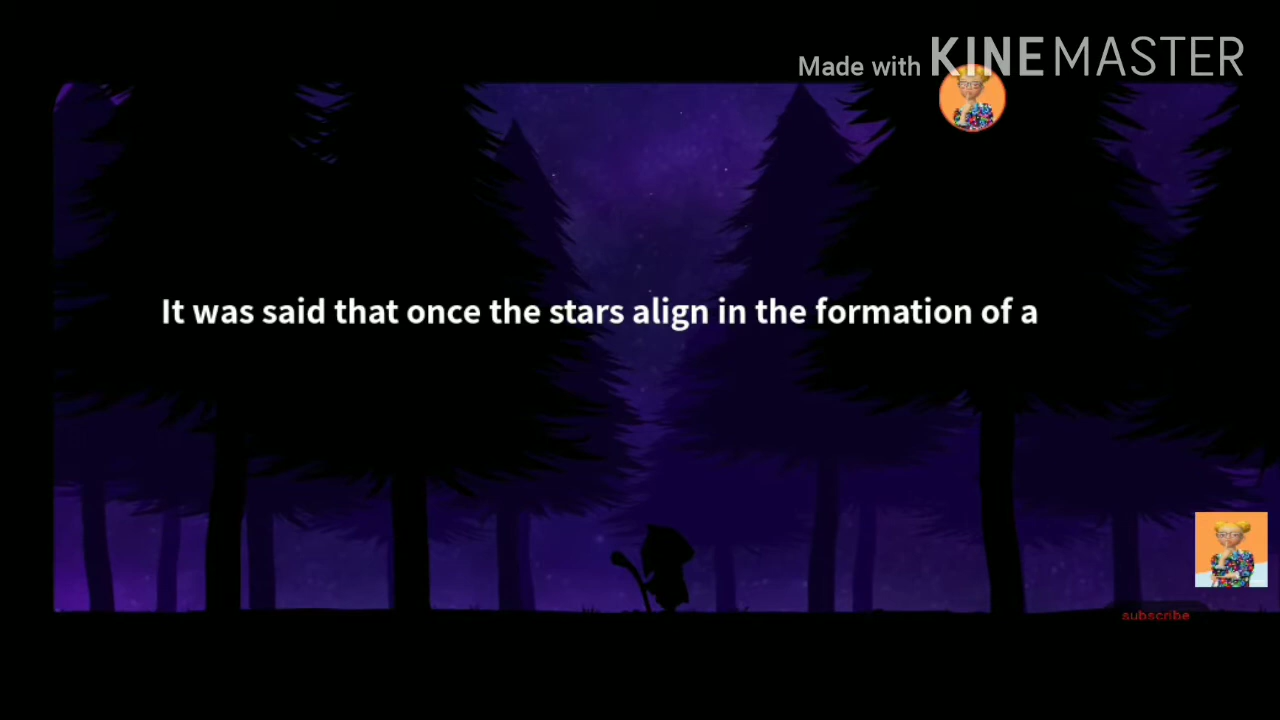 Made with KINEMASTER
It was said that once the stars align in the formation of a
subscribe